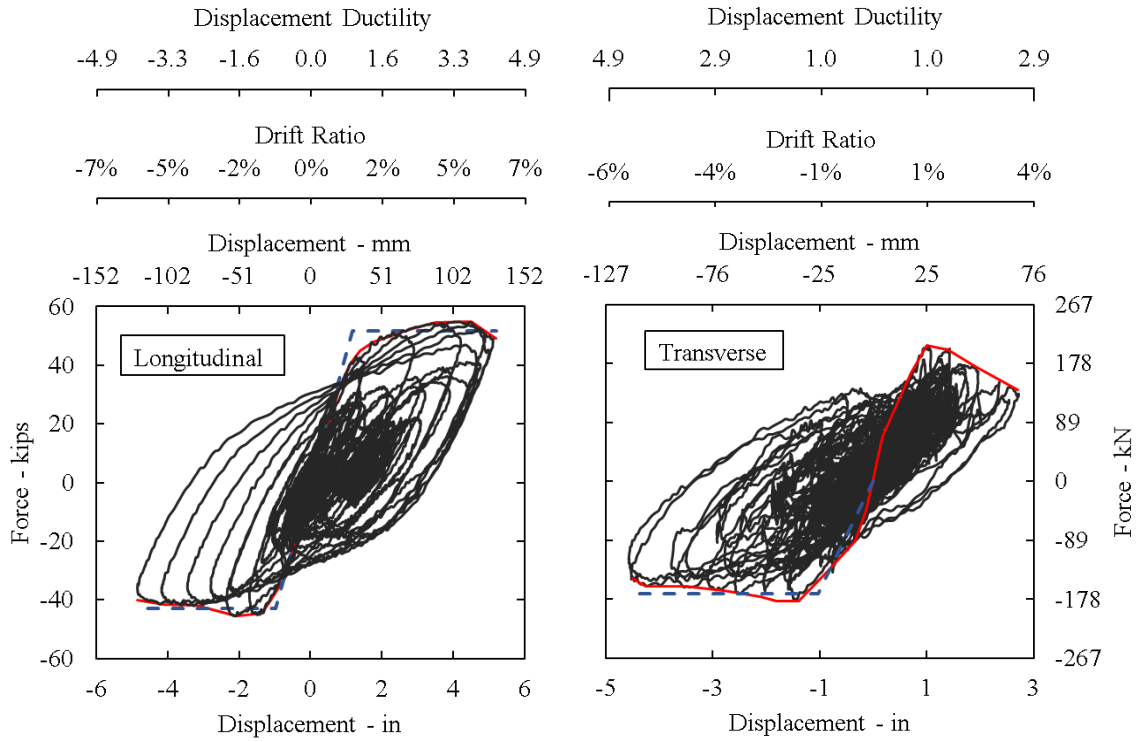 Displacement Ductility
-4.9 -3.3 -1.6 0.0 1.6 3.3 4.9
Drift Ratio
-7% -5% -2% 0% 2% 5% 7%
Displacement - mm
-152 -102 -51 0 51 102 152
60
40
20
0
-20
-40
-60
Force - kips
Longitudinal
-6 -4 -2 0 2 4 6
Displacement - in
Displacement Ductility
4.9 2.9 1.0 1.0 2.9
Drift Ratio
-6% -4% -1% 1% 4%
Displacement - mm
-127 -76 -25 25 76
Transverse
267
178
89
0
-89
-178
-267
Force - kN
-5 -3 -1 1 3
Displacement - in